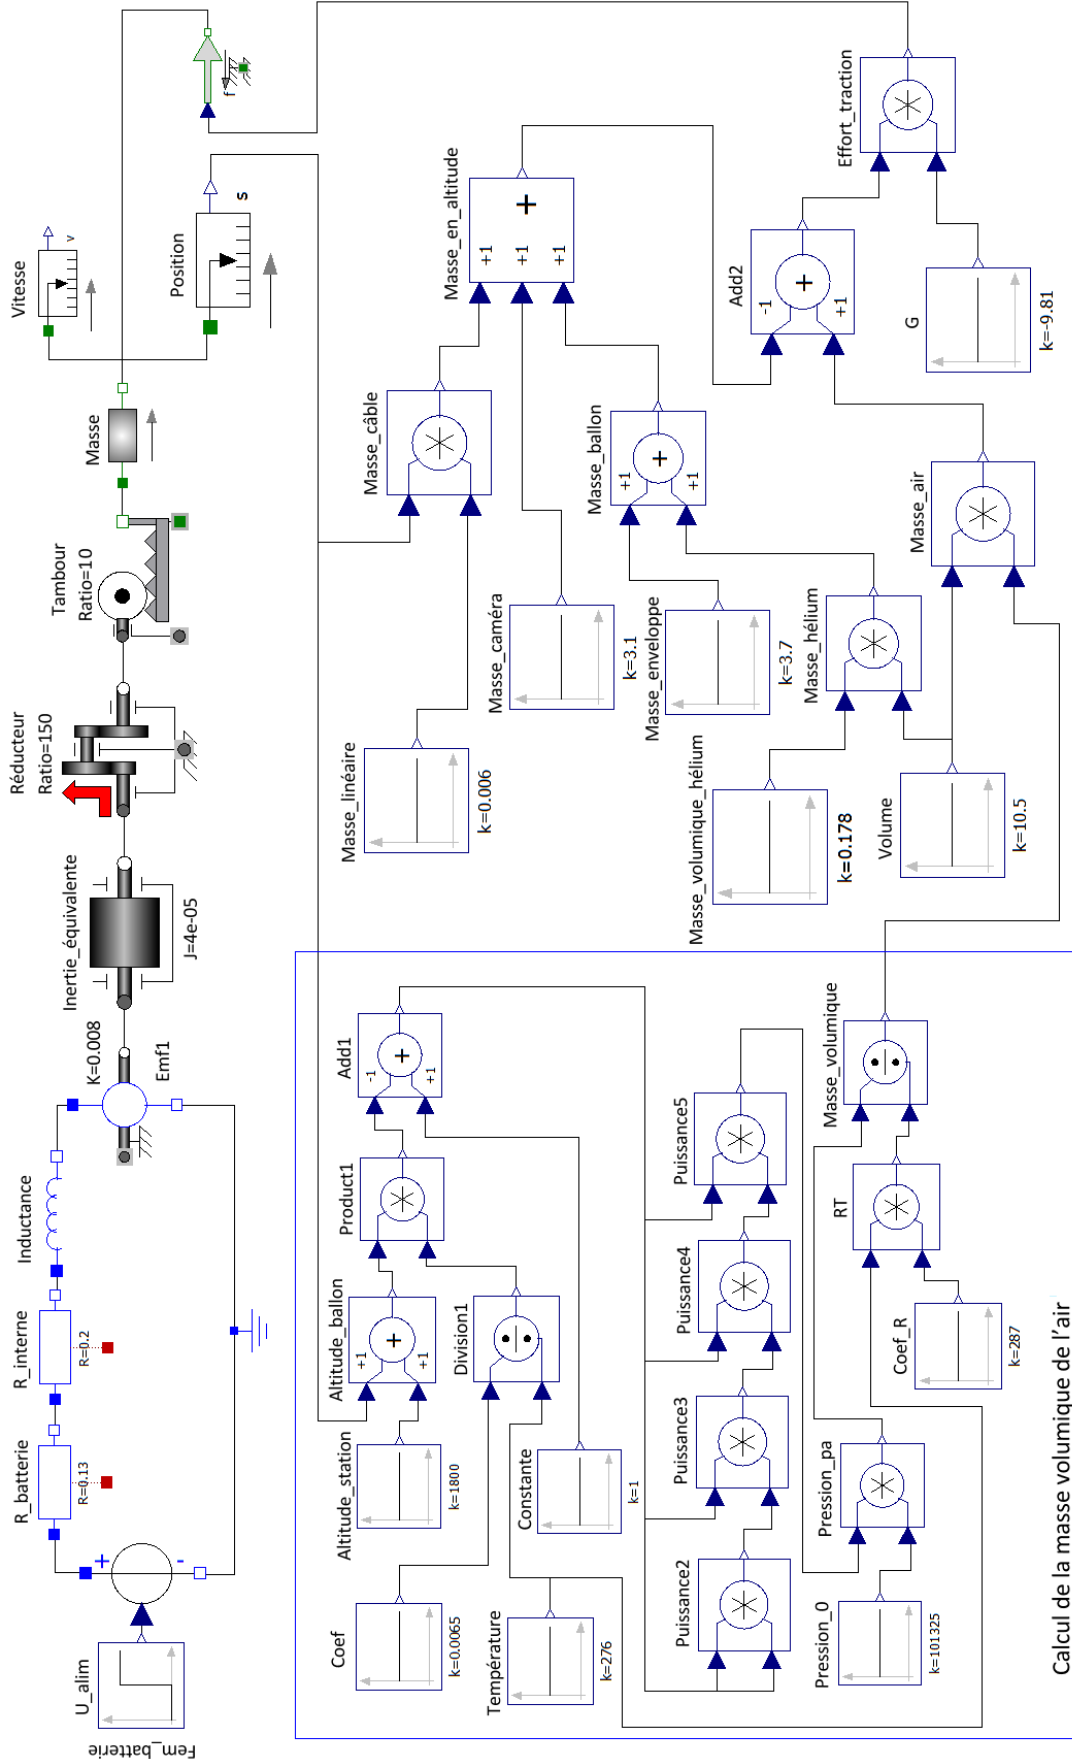 Fem_batterie
U_alim
R_batterie
R=0.13
R_interne
R=0.2
Inductance
K=0.008
Emf1
Inertie_équivalente
J=4e-05
Réducteur
Ratio=150
Tambour
Ratio=10
Masse
Vitesse
v
Position
s
f
+
-
Coef
k=0.0065
Altitude_station
k=1800
Altitude_ballon
+1
+1
Product1
Add1
-1
+
+1
Température
k=276
Constante
k=1
Division1
Puissance2
Puissance3
Puissance4
Puissance5
Pression_0
k=101325
Pression_pa
Coef_R
k=287
RT
Masse_volumique
Calcul de la masse volumique de l'air
Masse_linéaire
k=0.006
Masse_câble
Masse_caméra
k=3.1
Masse_en_altitude
+1
+1
+
+1
Masse_enveloppe
k=3.7
Masse_ballon
+1
+
+1
Masse_volumique_hélium
k=0.178
Masse_hélium
Volume
k=10.5
Masse_air
Add2
-1
+
+1
G
k=-9.81
Effort_traction